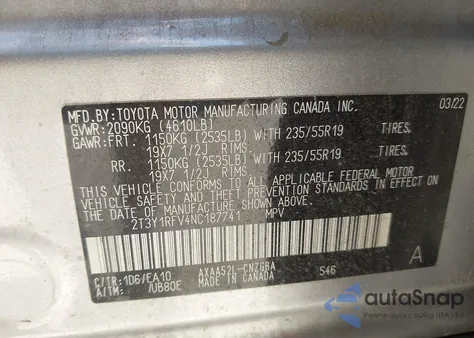 MFD.BY:TOYOTA MOTOR MANUFACTURING CANADA INC. 03/22
GVWR:2090KG (4610LB)
GAWR:FRT. 1150KG (2535LB) WITH 235/55R19 TIRES.
19X7 1/2J RIMS.
RR. 1150KG (2535LB) WITH 235/55R19 TIRES.
19X7 1/2J RIMS.
THIS VEHICLE CONFORMS TO ALL APPLICABLE FEDERAL MOTOR
VEHICLE SAFETY AND THEFT PREVENTION STANDARDS IN EFFECT
ON THE DATE OF MANUFACTURE SHOWN ABOVE.
2T3Y1RFV4NC187741 MPV
C/TR:1D6/EA10 AXAA52L-CNZGBA 546 A
A/TM: /UB80E MADE IN CANADA
autoSnap